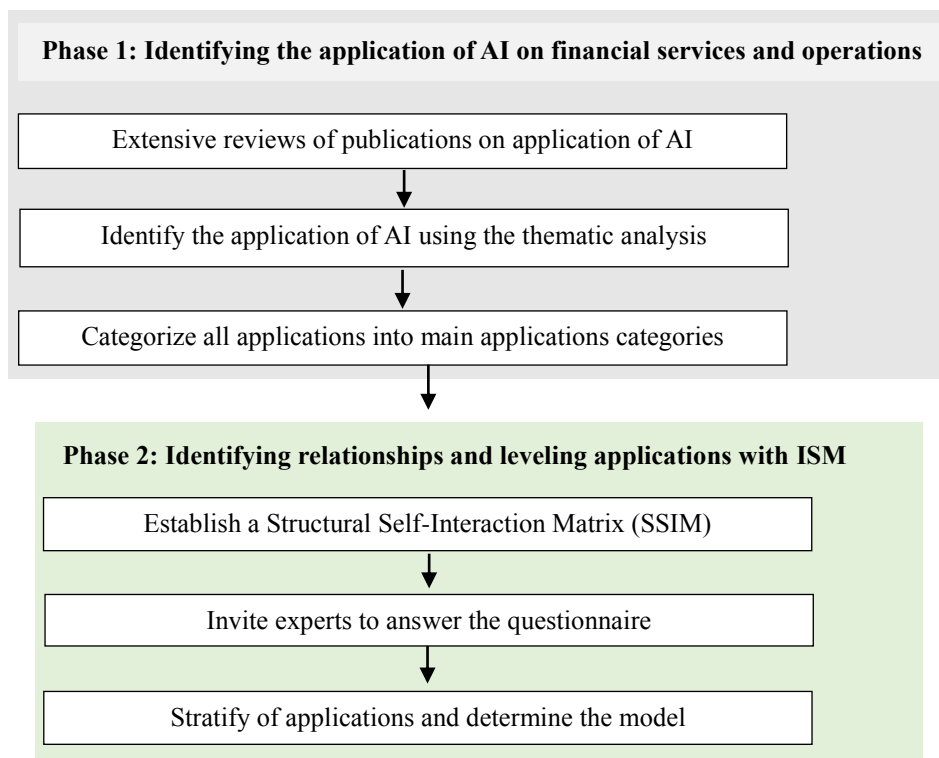 Phase 1: Identifying the application of AI on financial services and operations
Extensive reviews of publications on application of AI
Identify the application of AI using the thematic analysis
Categorize all applications into main applications categories
Phase 2: Identifying relationships and leveling applications with ISM
Establish a Structural Self-Interaction Matrix (SSIM)
Invite experts to answer the questionnaire
Stratify of applications and determine the model